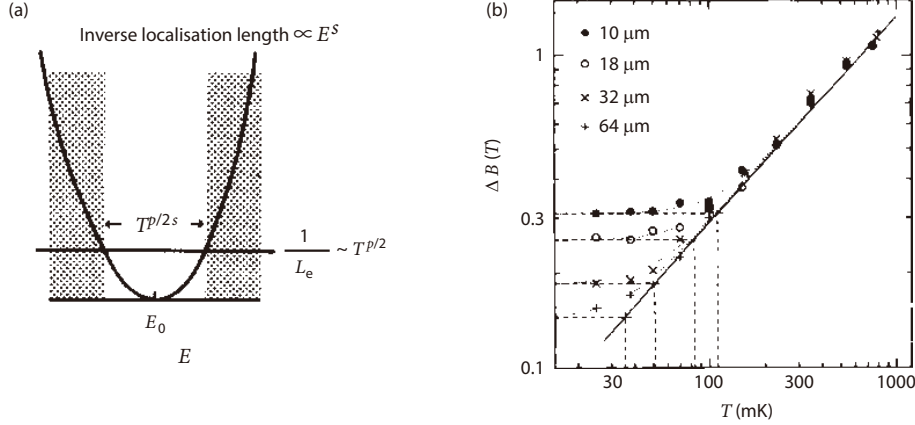 (a)
Inverse localisation length ∝ E^s
T^{p/2s}
1/L_e ~ T^{p/2}
E_0
E
(b)
1
0.3
0.1
Δ B (T)
10 μm
18 μm
32 μm
64 μm
30 100 300 1000
T (mK)